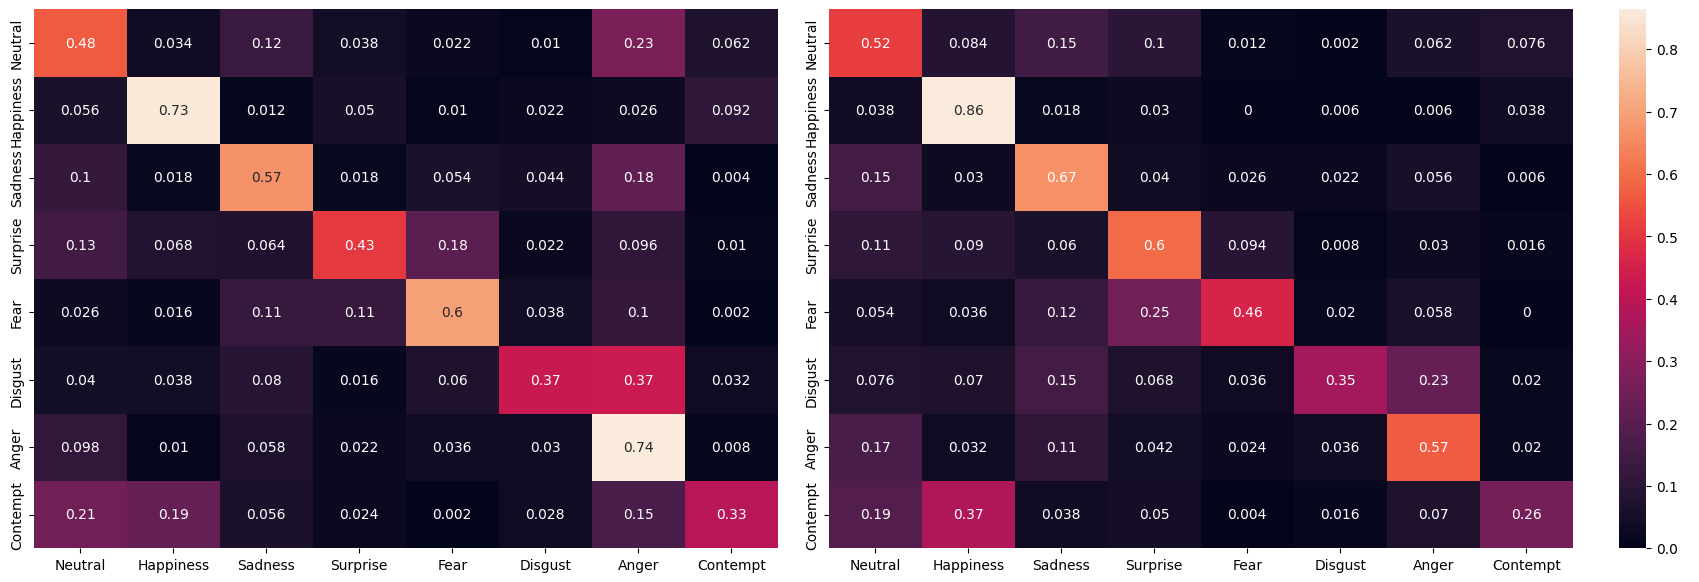 Neutral 0.48 0.034 0.12 0.038 0.022 0.01 0.23 0.062
Happiness 0.056 0.73 0.012 0.05 0.01 0.022 0.026 0.092
Sadness 0.1 0.018 0.57 0.018 0.054 0.044 0.18 0.004
Surprise 0.13 0.068 0.064 0.43 0.18 0.022 0.096 0.01
Fear 0.026 0.016 0.11 0.11 0.6 0.038 0.1 0.002
Disgust 0.04 0.038 0.08 0.016 0.06 0.37 0.37 0.032
Anger 0.098 0.01 0.058 0.022 0.036 0.03 0.74 0.008
Contempt 0.21 0.19 0.056 0.024 0.002 0.028 0.15 0.33
Neutral Happiness Sadness Surprise Fear Disgust Anger Contempt
Neutral 0.52 0.084 0.15 0.1 0.012 0.002 0.062 0.076
Happiness 0.038 0.86 0.018 0.03 0 0.006 0.006 0.038
Sadness 0.15 0.03 0.67 0.04 0.026 0.022 0.056 0.006
Surprise 0.11 0.09 0.06 0.6 0.094 0.008 0.03 0.016
Fear 0.054 0.036 0.12 0.25 0.46 0.02 0.058 0
Disgust 0.076 0.07 0.15 0.068 0.036 0.35 0.23 0.02
Anger 0.17 0.032 0.11 0.042 0.024 0.036 0.57 0.02
Contempt 0.19 0.37 0.038 0.05 0.004 0.016 0.07 0.26
Neutral Happiness Sadness Surprise Fear Disgust Anger Contempt
0.8
0.7
0.6
0.5
0.4
0.3
0.2
0.1
0.0